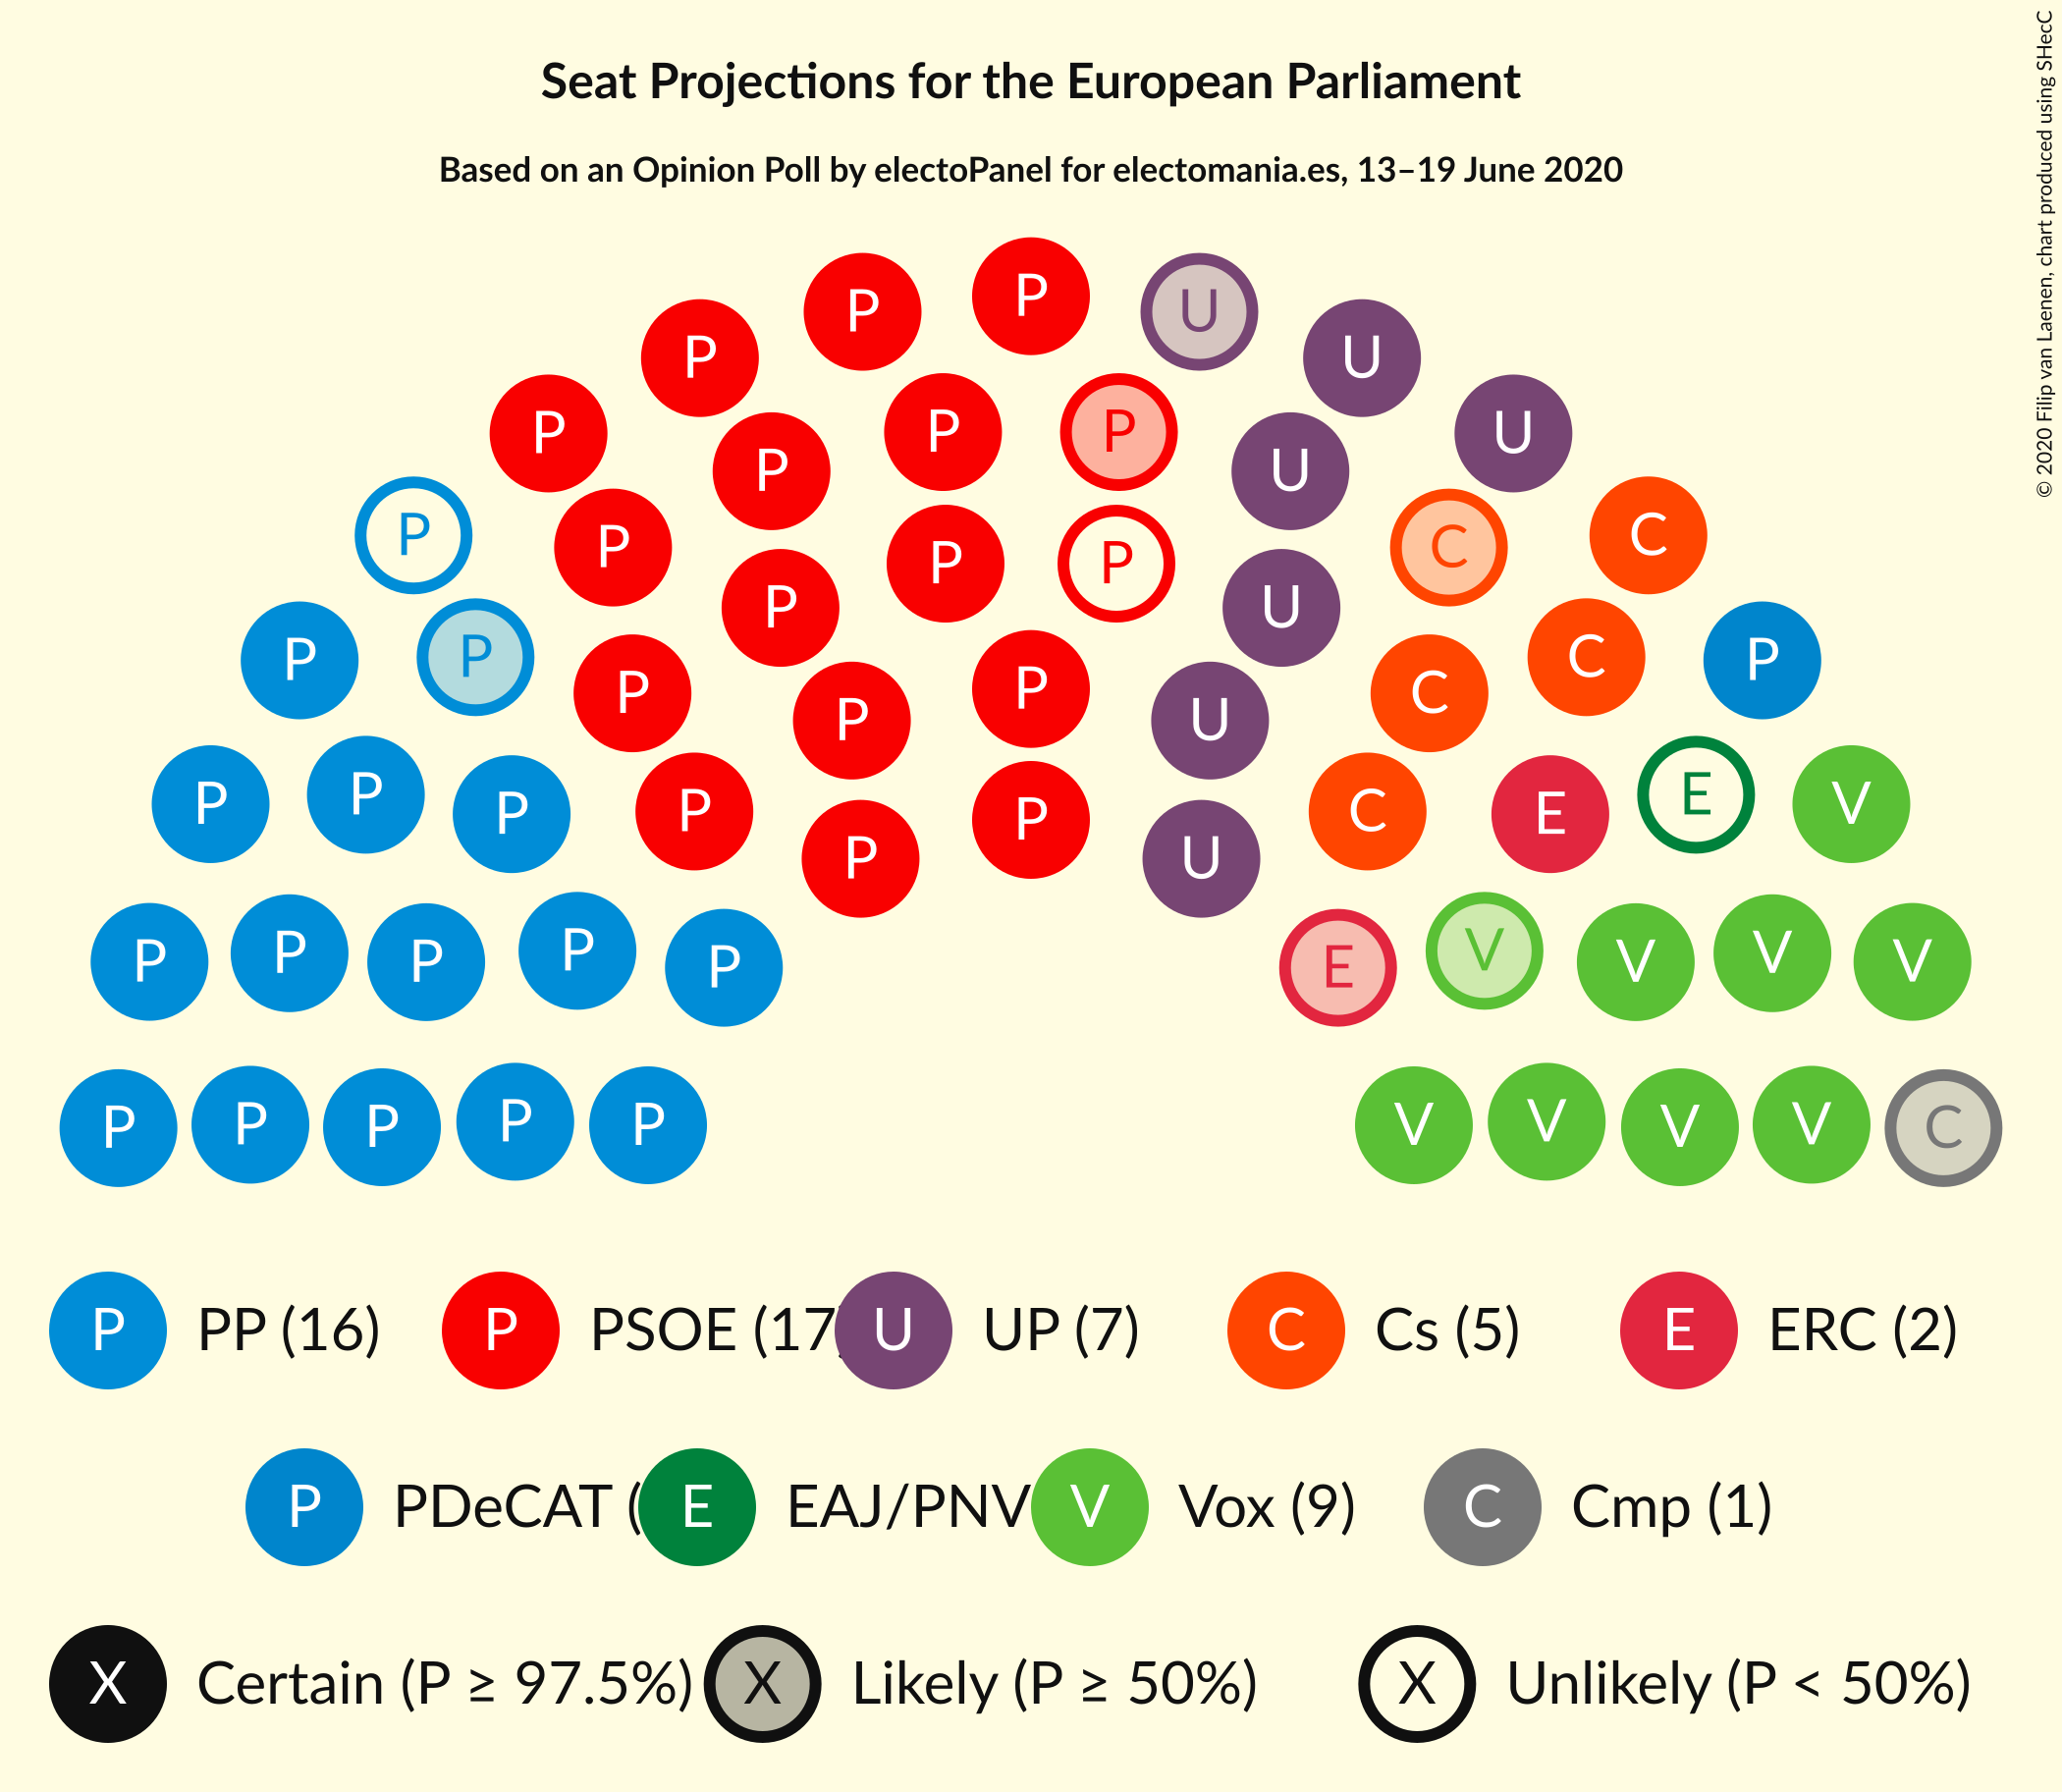 Seat Projections for the European Parliament
Based on an Opinion Poll by electoPanel for electomania.es, 13–19 June 2020
© 2020 Filip van Laenen, chart produced using SHecC
P P U
P P U U
P P P U
P P P U C C
P P P U
P P P C C P
P P P P U
P P P P P C E E V
P P U
P P P P P E V V V V
P P P P P V V V V C
P PP (16) P PSOE (17 U UP (7) C Cs (5) E ERC (2)
P PDeCAT ( E EAJ/PNV V Vox (9) C Cmp (1)
X Certain (P ≥ 97.5%) X Likely (P ≥ 50%) X Unlikely (P < 50%)